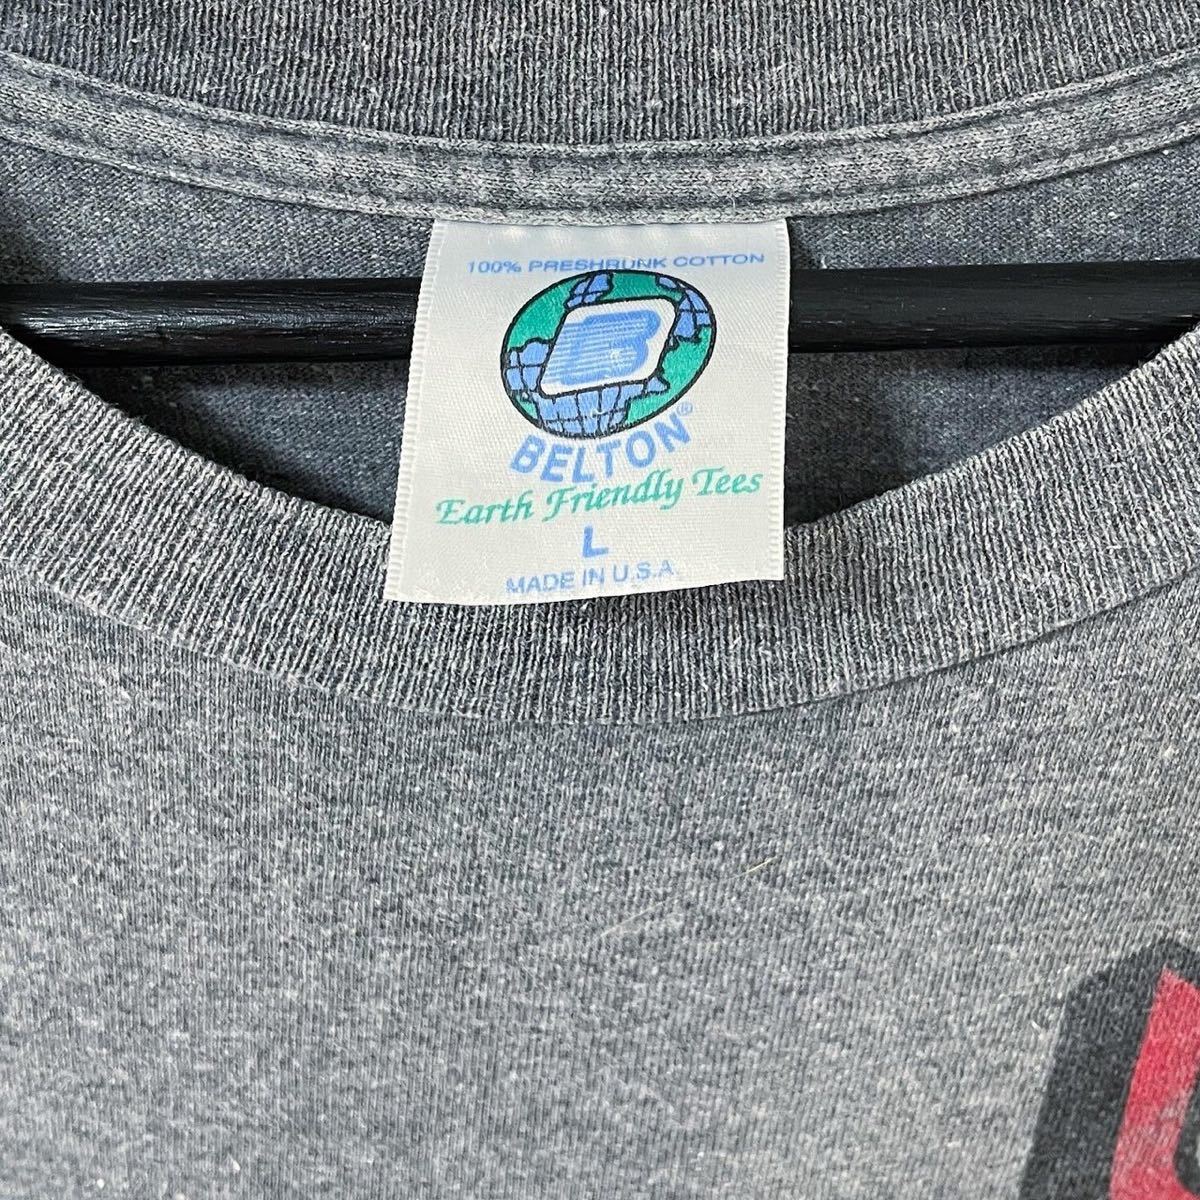 100% PRESHRUNK COTTON
B
BELTON®
Earth Friendly Tees
L
MADE IN U.S.A.